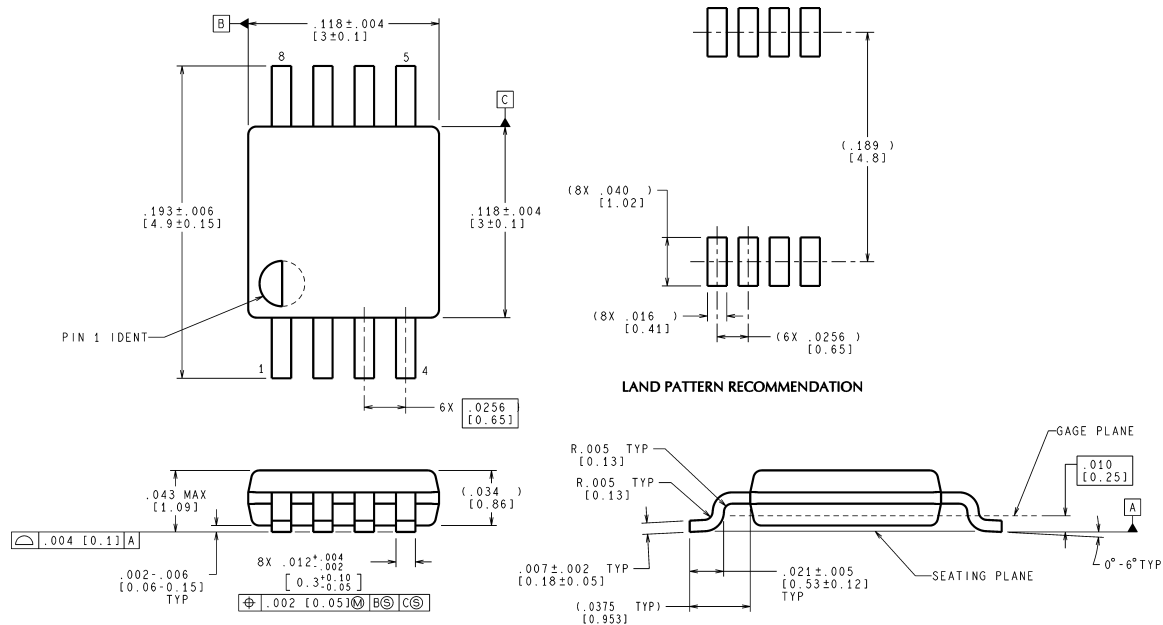 B
.118±.004
[3±0.1]
8
5
C
.193±.006
[4.9±0.15]
.118±.004
[3±0.1]
PIN 1 IDENT
1
4
6X .0256
[0.65]
(.189 )
[4.8]
(8X .040 )
[1.02]
(8X .016 )
[0.41]
(6X .0256 )
[0.65]
LAND PATTERN RECOMMENDATION
.043 MAX
[1.09]
(.034 )
[0.86]
⌓ .004 [0.1] A
.002-.006
[0.06-0.15]
TYP
8X .012 +.004 -.002
[0.3 +0.10 -0.05]
⌖ .002 [0.05]Ⓜ BⓈ CⓈ
R.005 TYP
[0.13]
R.005 TYP
[0.13]
GAGE PLANE
.010
[0.25]
A
0°-6°TYP
.007±.002 TYP
[0.18±0.05]
.021±.005
[0.53±0.12]
TYP
SEATING PLANE
(.0375 TYP)
[0.953]